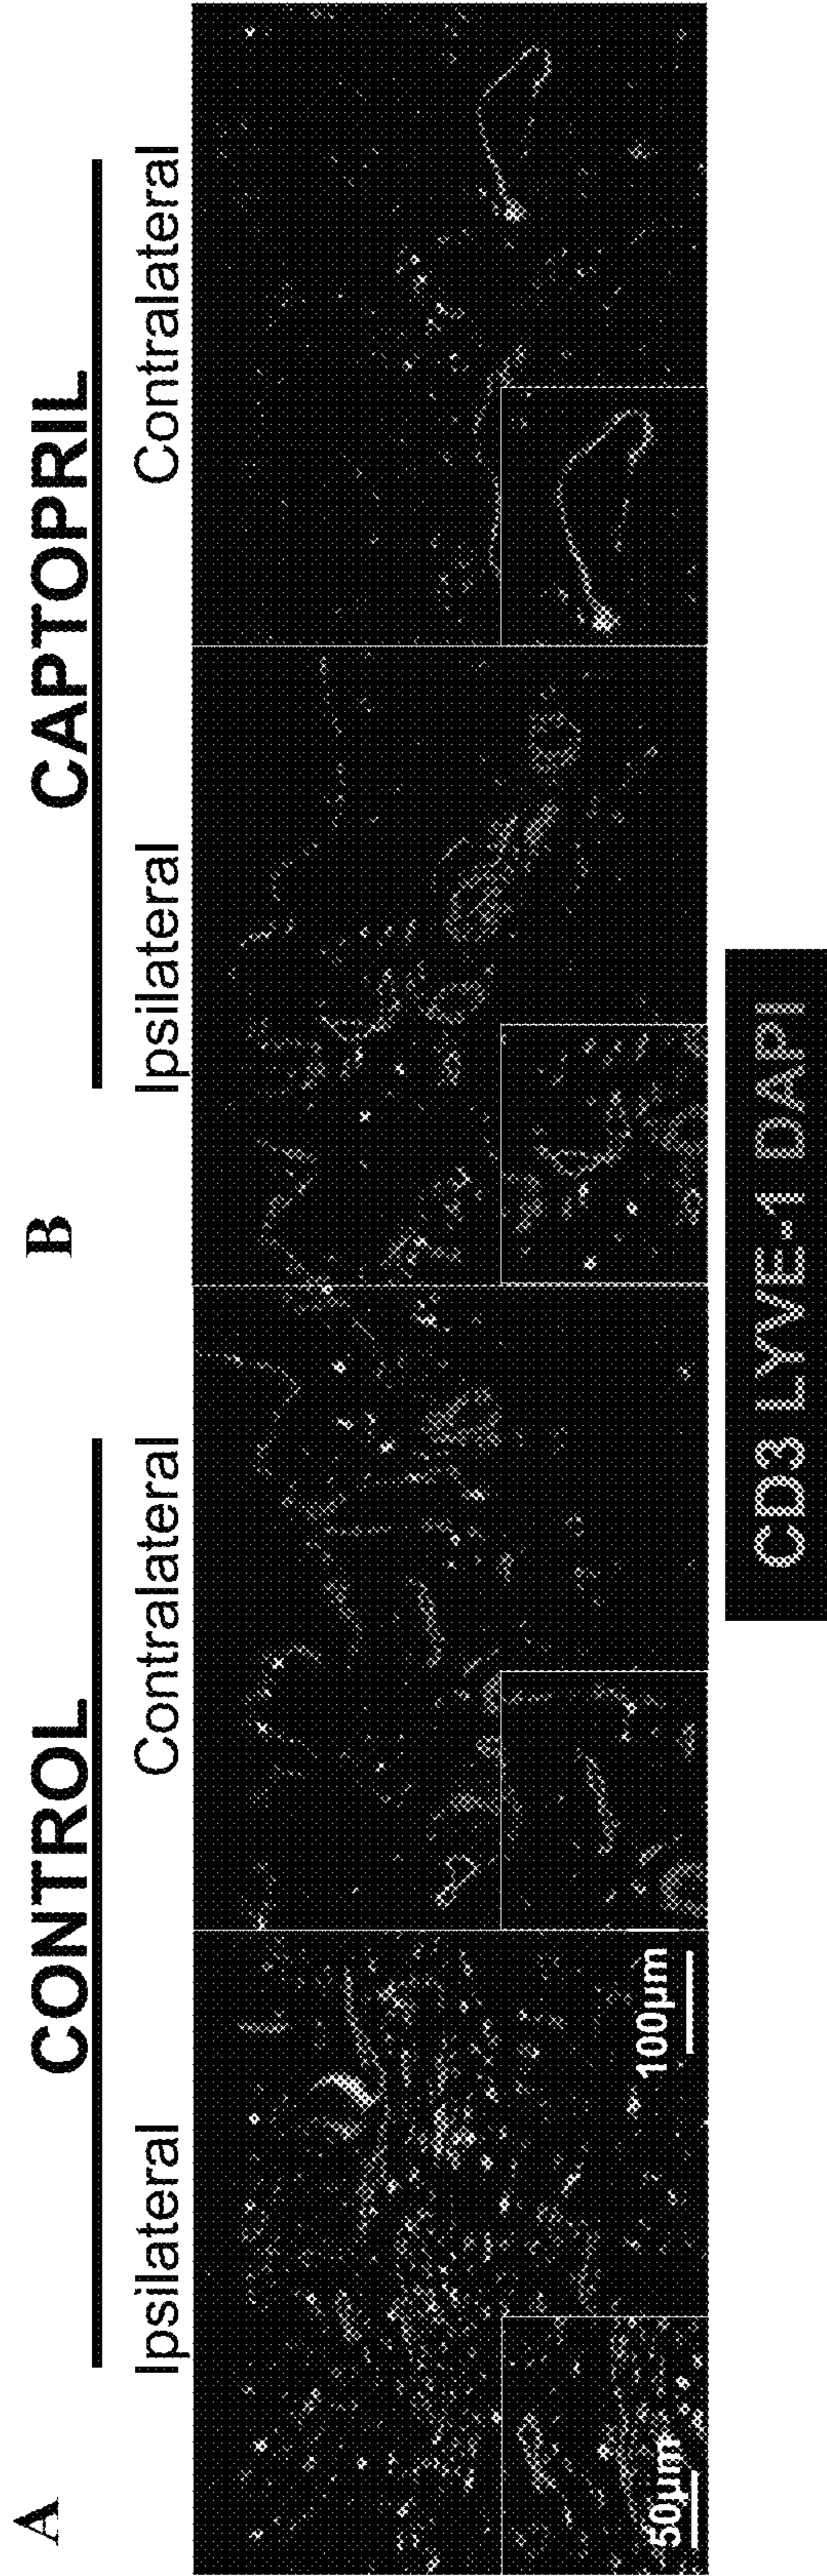 A
B
CONTROL
CAPTOPRIL
Ipsilateral
Contralateral
Ipsilateral
Contralateral
50µm
100µm
CD3 LYVE-1 DAPI